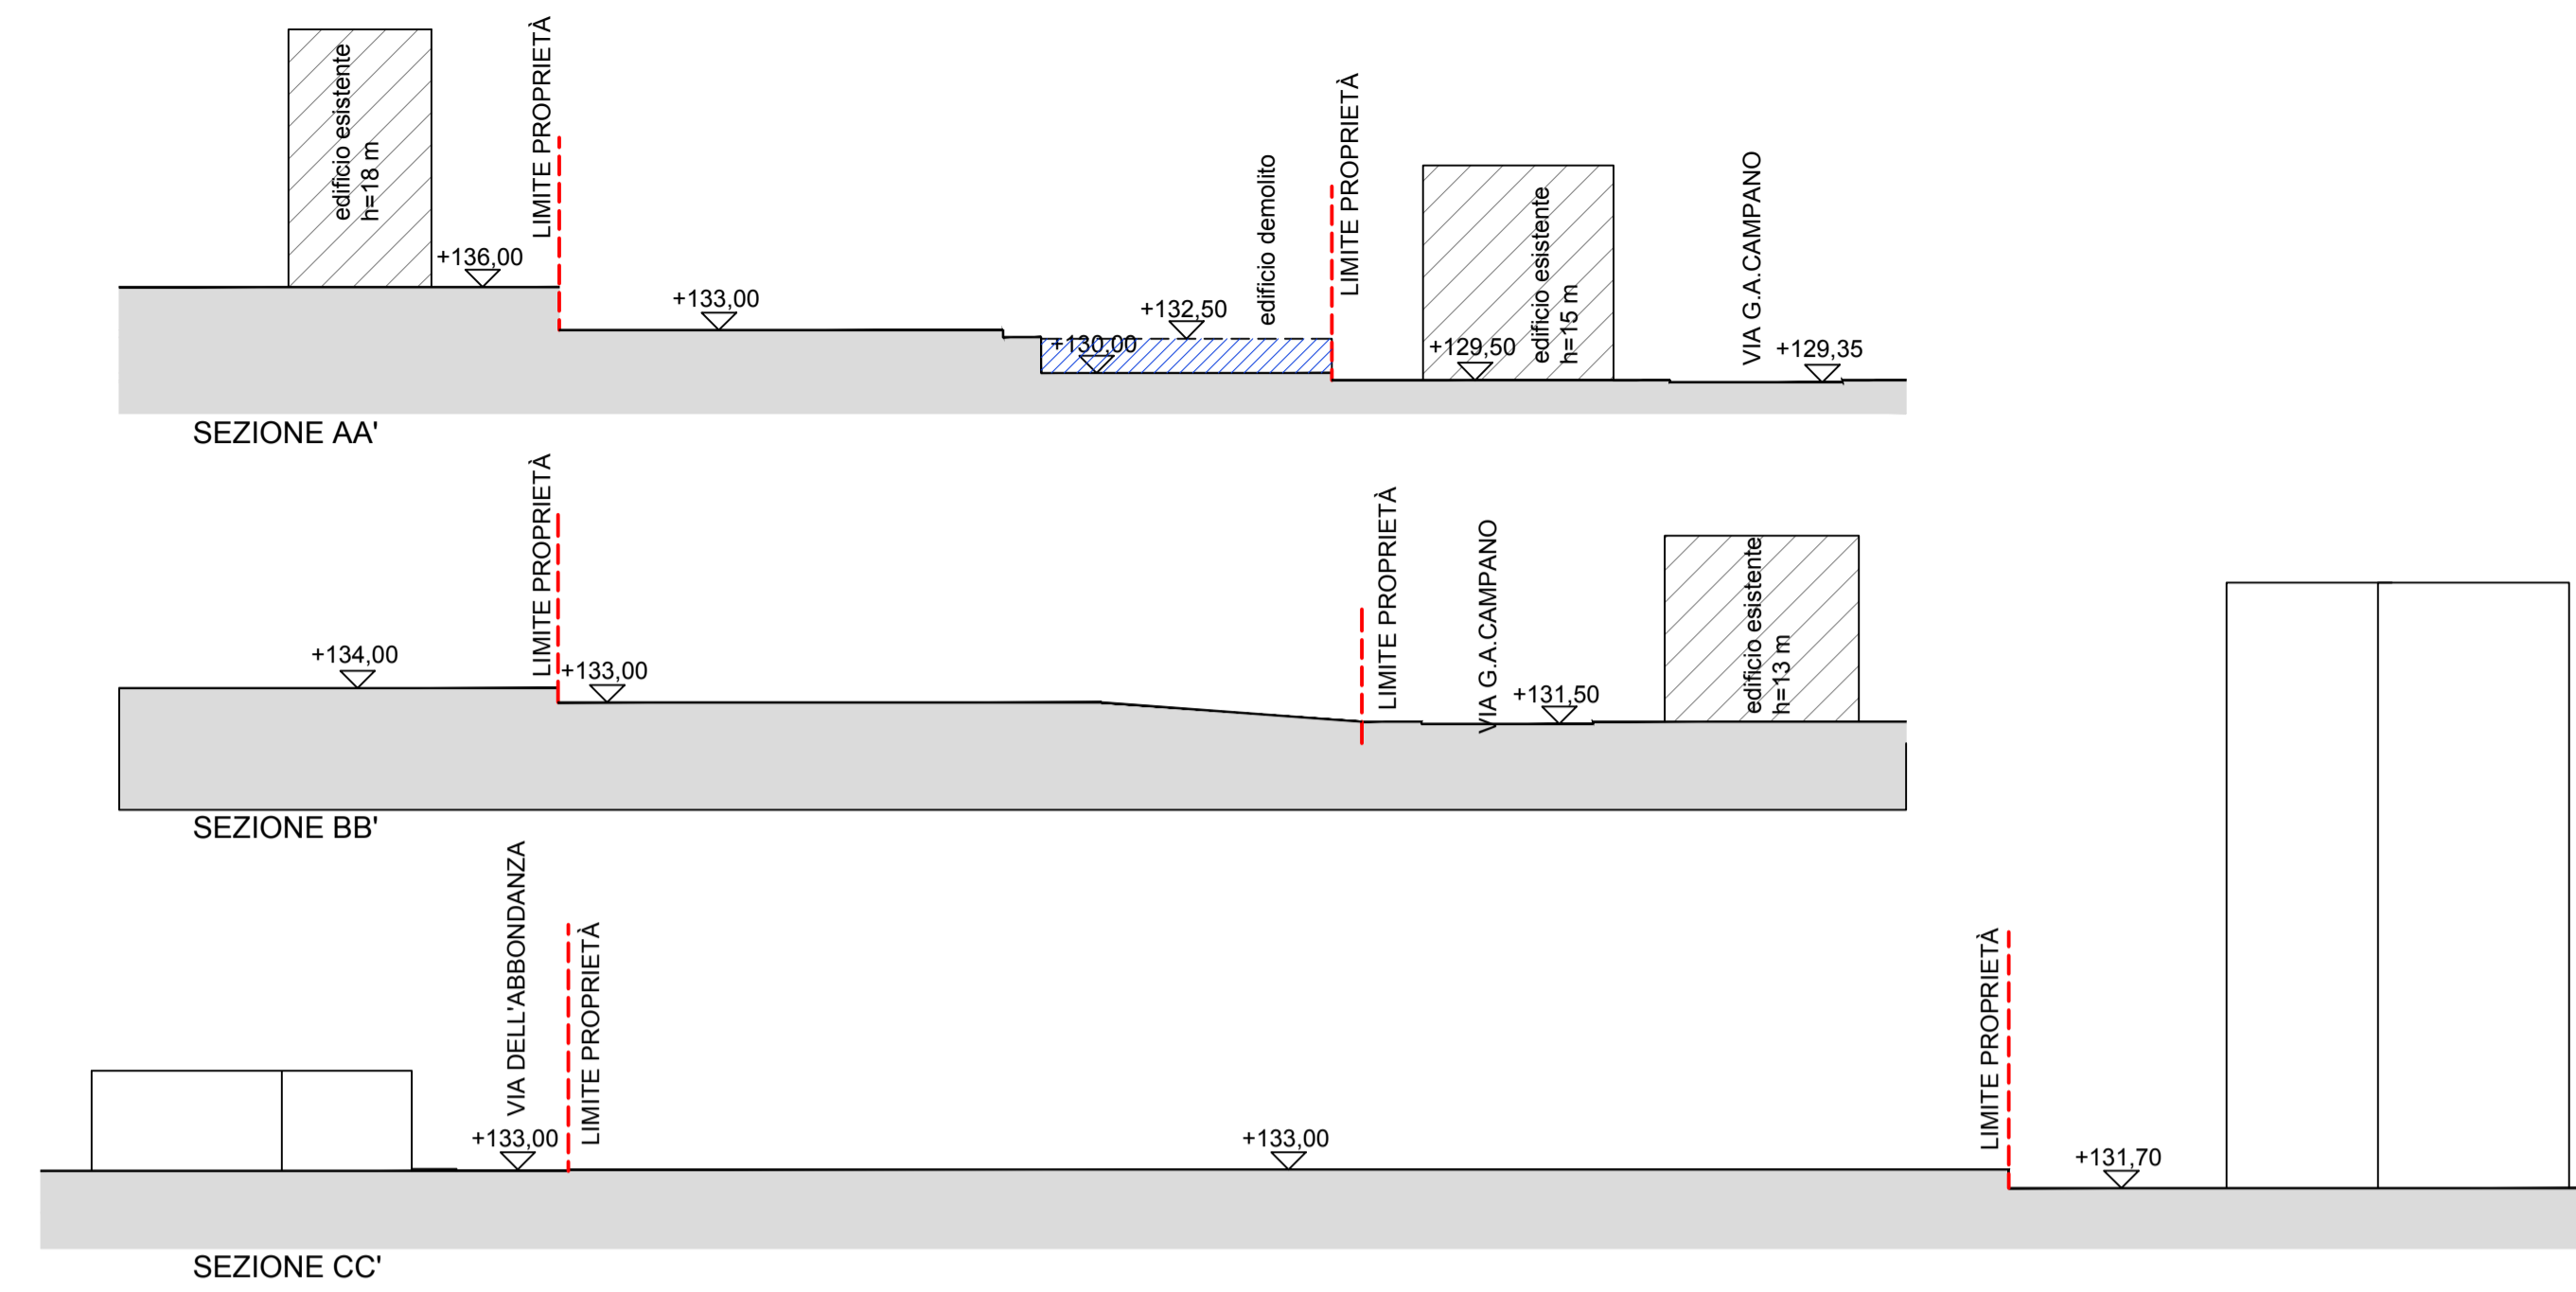 edificio esistente
h=18 m
LIMITE PROPRIETÀ
+136,00
+133,00
+132,50
+130,00
edificio demolito
LIMITE PROPRIETÀ
+129,50
edificio esistente
h=15 m
VIA G.A.CAMPANO
+129,35
SEZIONE AA'
+134,00
LIMITE PROPRIETÀ
+133,00
LIMITE PROPRIETÀ
VIA G.A.CAMPANO
+131,50
edificio esistente
h=13 m
SEZIONE BB'
VIA DELL'ABBONDANZA
+133,00
LIMITE PROPRIETÀ
+133,00
LIMITE PROPRIETÀ
+131,70
SEZIONE CC'